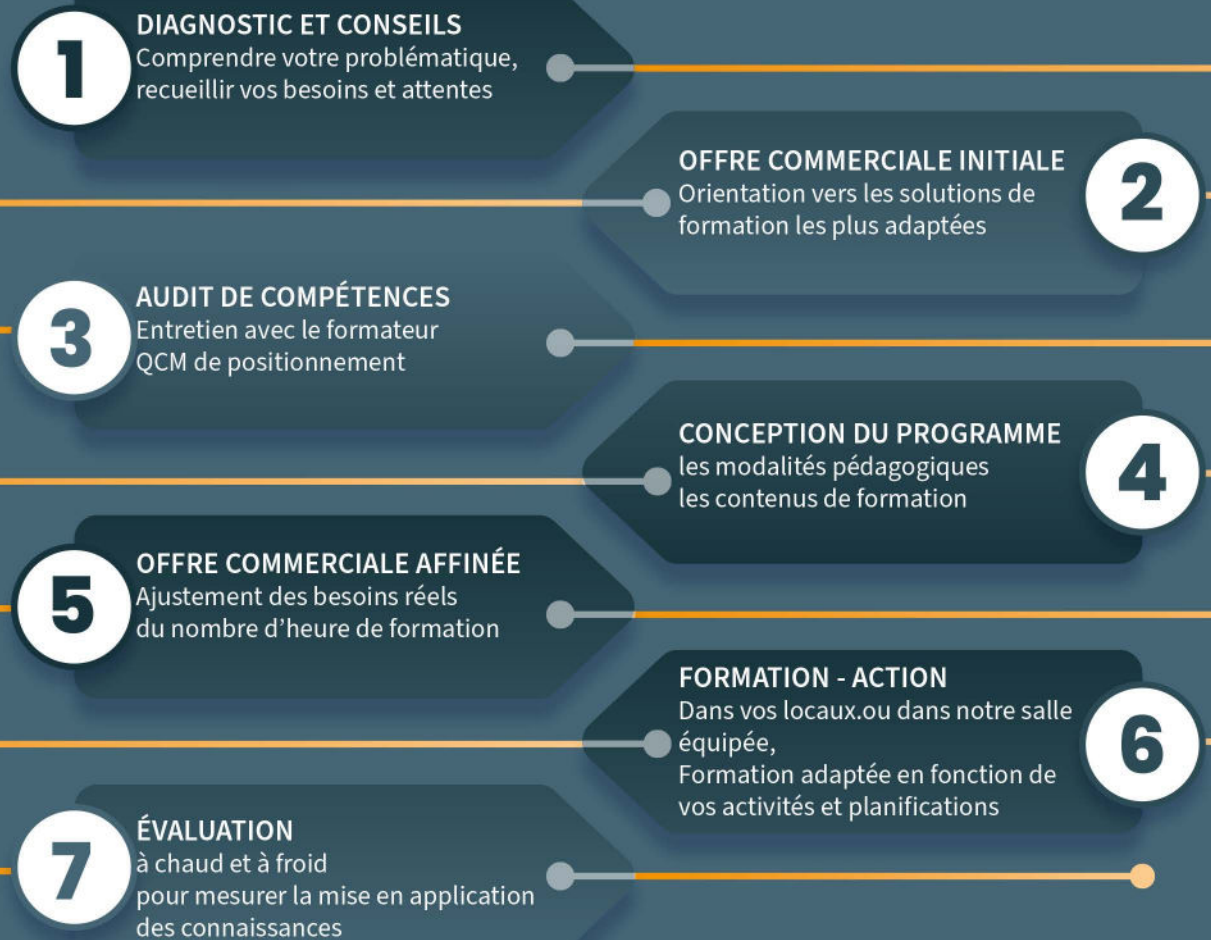 1
DIAGNOSTIC ET CONSEILS
Comprendre votre problématique,
recueillir vos besoins et attentes
OFFRE COMMERCIALE INITIALE
Orientation vers les solutions de
formation les plus adaptées
2
3
AUDIT DE COMPÉTENCES
Entretien avec le formateur
QCM de positionnement
CONCEPTION DU PROGRAMME
les modalités pédagogiques
les contenus de formation
4
5
OFFRE COMMERCIALE AFFINÉE
Ajustement des besoins réels
du nombre d'heure de formation
FORMATION - ACTION
Dans vos locaux.ou dans notre salle
équipée,
Formation adaptée en fonction de
vos activités et planifications
6
7
ÉVALUATION
à chaud et à froid
pour mesurer la mise en application
des connaissances